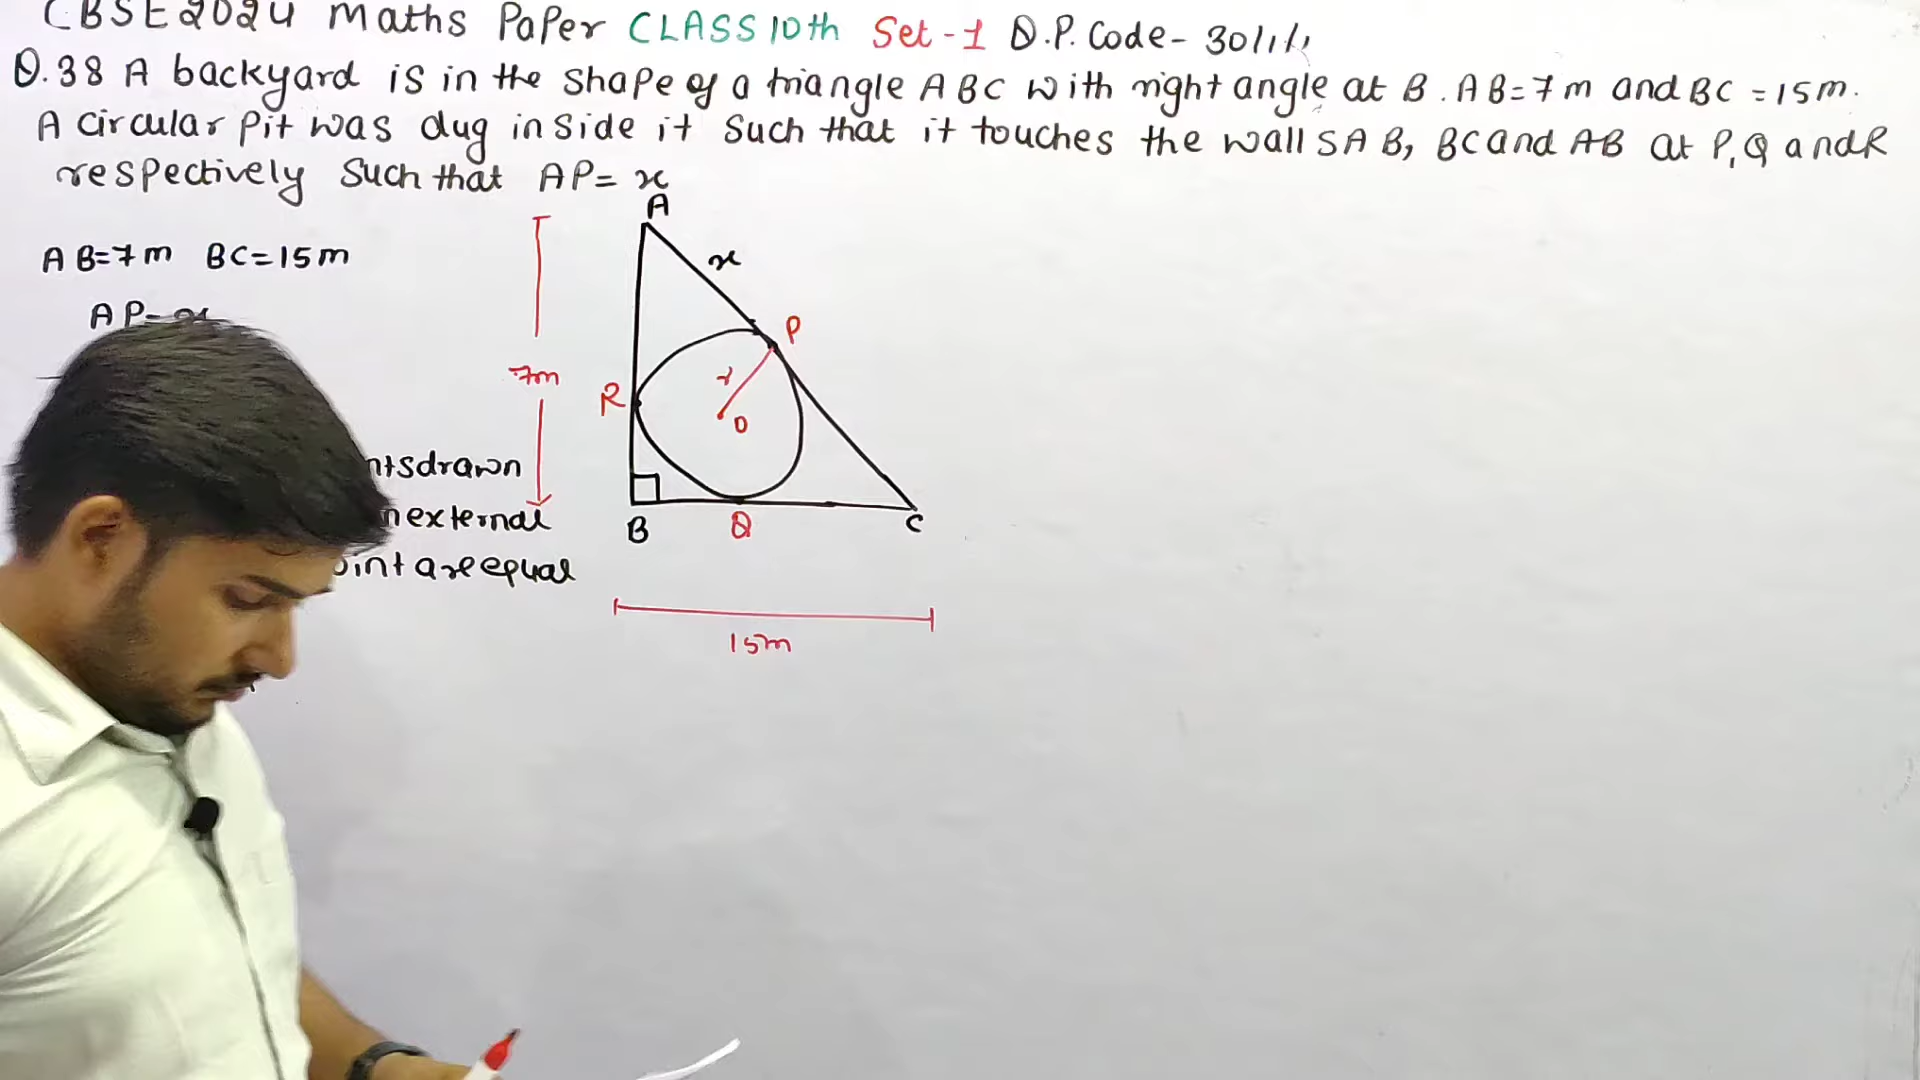 CBSE 2024 Maths Paper CLASS 10th Set-1 Q.P. Code- 30/1/1
Q.38 A backyard is in the shape of a triangle ABC with right angle at B. AB=7m and BC =15m.
A circular pit was dug inside it such that it touches the walls AB, BC and AB at P, Q and R
respectively such that AP= x
AB=7m BC=15m
AP=x
A
x
P
7m
R
r
O
drawn
external
are equal
B
Q
C
15m